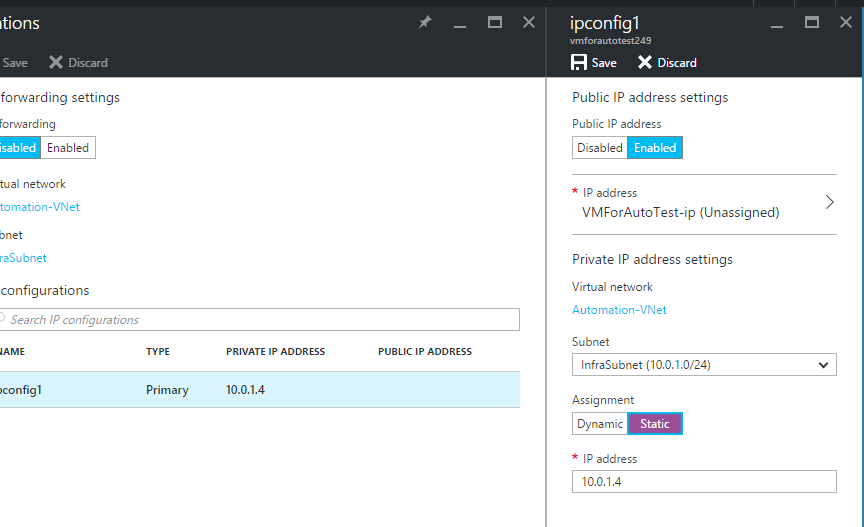 ations
Save Discard
forwarding settings
forwarding
isabled Enabled
tual network
tomation-VNet
bnet
raSubnet
configurations
Search IP configurations
NAME TYPE PRIVATE IP ADDRESS PUBLIC IP ADDRESS
pconfig1 Primary 10.0.1.4
ipconfig1
vmforautotest249
Save Discard
Public IP address settings
Public IP address
Disabled Enabled
* IP address
VMForAutoTest-ip (Unassigned)
Private IP address settings
Virtual network
Automation-VNet
Subnet
InfraSubnet (10.0.1.0/24)
Assignment
Dynamic Static
* IP address
10.0.1.4